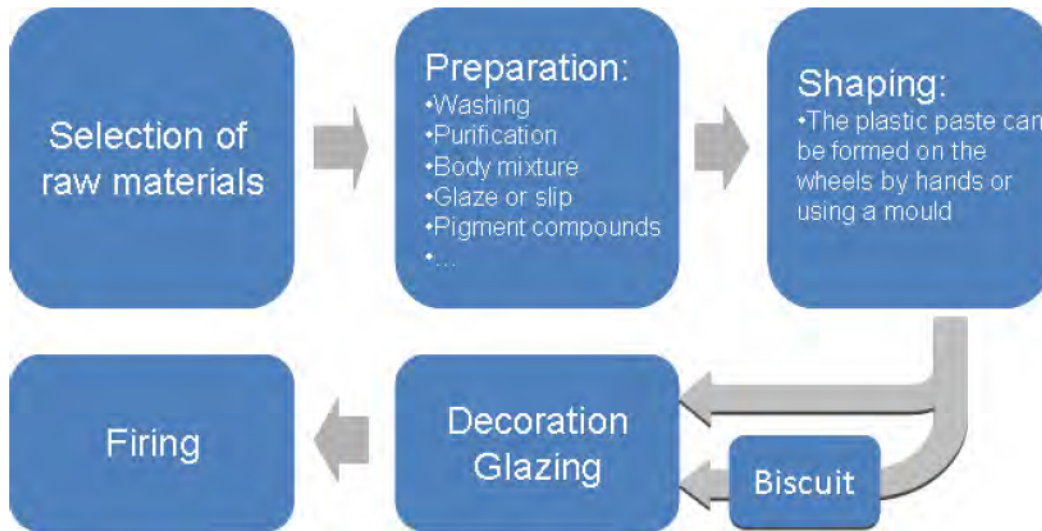 Selection of
raw materials
Preparation:
•Washing
•Purification
•Body mixture
•Glaze or slip
•Pigment compounds
•...
Shaping:
•The plastic paste can
be formed on the
wheels by hands or
using a mould
Firing
Decoration
Glazing
Biscuit